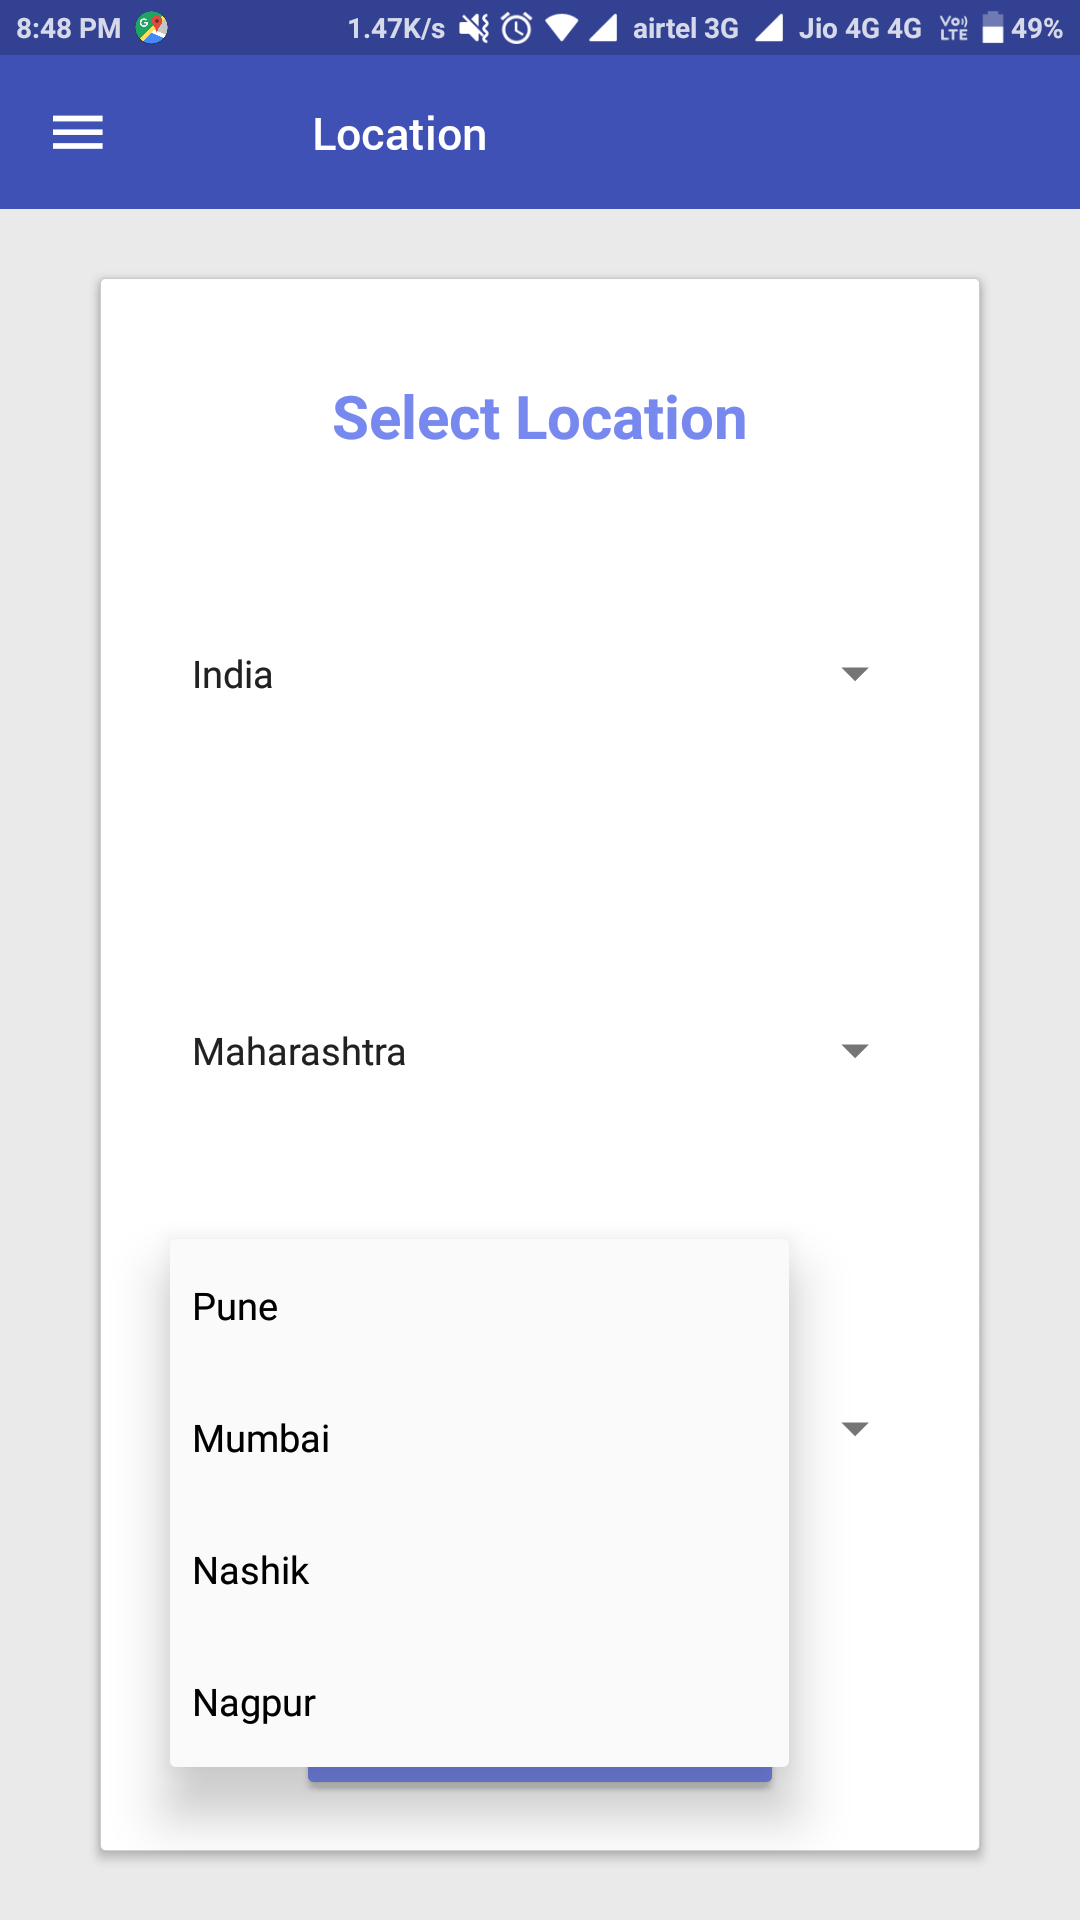 8:48 PM 1.47K/s airtel 3G Jio 4G 4G VoLTE 49%
Location
Select Location
India
Maharashtra
Pune
Mumbai
Nashik
Nagpur